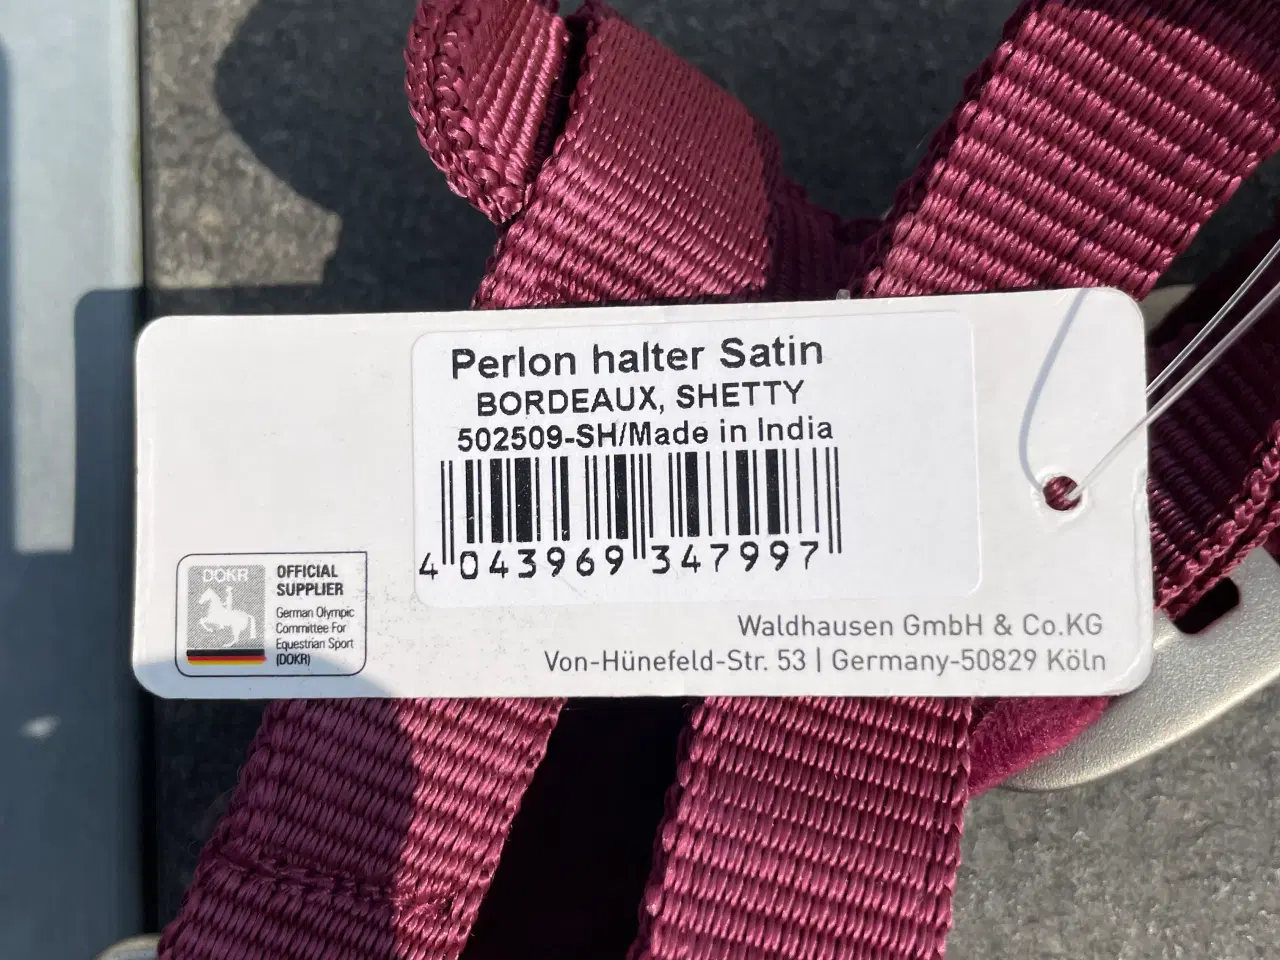 Perlon halter Satin
BORDEAUX, SHETTY
502509-SH/Made in India
4 043969 347997
DOKR
OFFICIAL
SUPPLIER
German Olympic
Committee For
Equestrian Sport
(DOKR)
Waldhausen GmbH & Co.KG
Von-Hünefeld-Str. 53 | Germany-50829 Köln